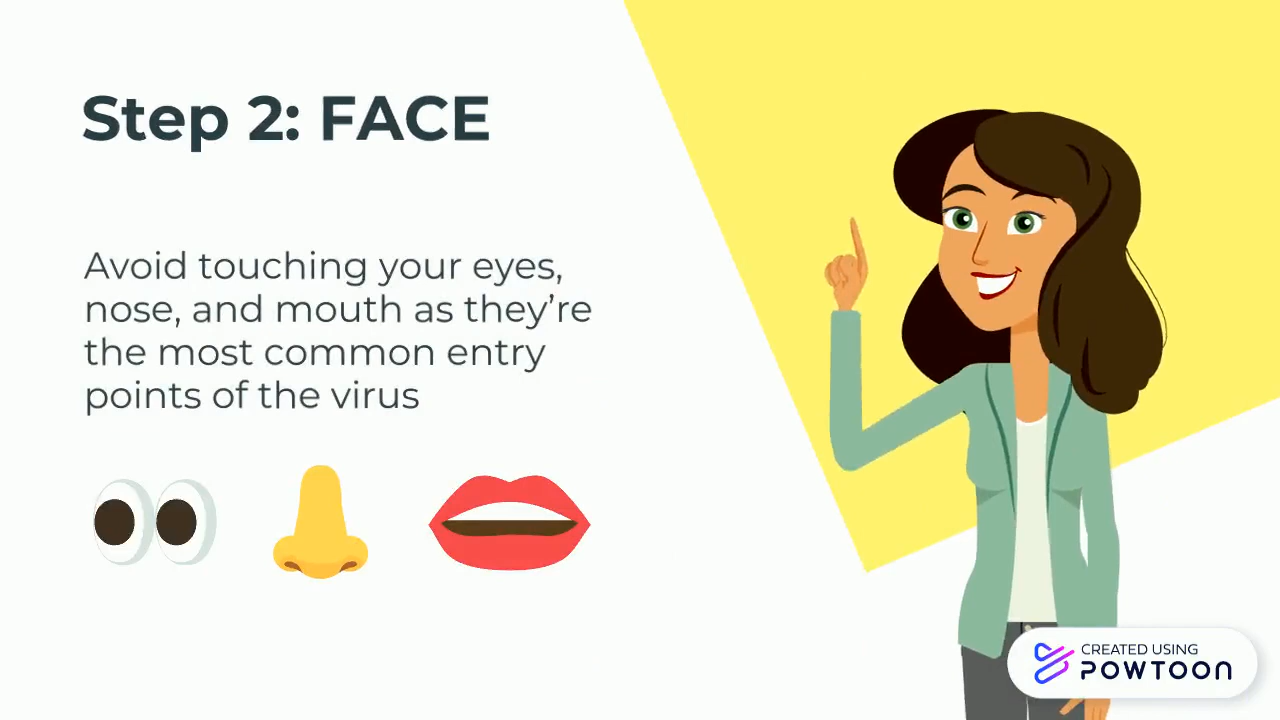 Step 2: FACE
Avoid touching your eyes,
nose, and mouth as they’re
the most common entry
points of the virus
CREATED USING
POWTOON